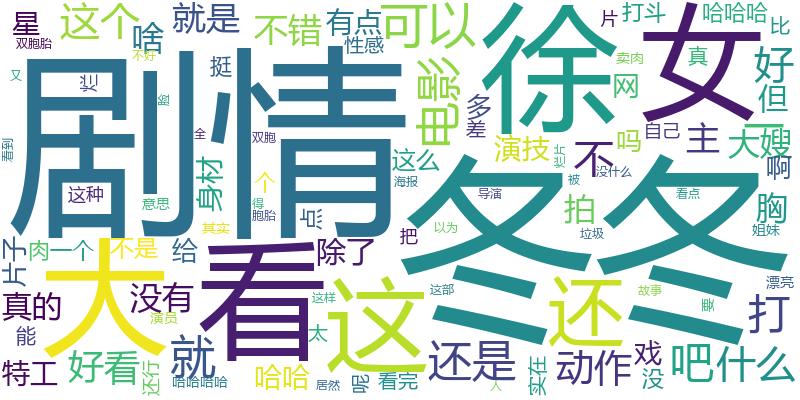 剧情
徐
冬冬
女
大
看
这
还
就
可以
电影
这个
啥
就是
不错
有点
性感
星
双胞胎
不好
又
烂
脸
挺
看到
全
双胞
这种
身材
个
得
胞胎
点
意思
其实
这么
海报
片
打斗
哈哈哈
比
卖肉
真
网
好
但
一
多
差
演技
吗
自己
大嫂
不
主
烂片
没什么
被
啊
导演
看点
拍
胸
把
以为
垃圾
姐妹
片子
肉
一个
不是
给
除了
真的
没有
能
演员
这样
太
这部
故事
要
漂亮
打
特工
好看
还行
哈哈哈哈
哈哈
居然
呢
看完
还是
人
实在
动作
戏
没
吧
什么